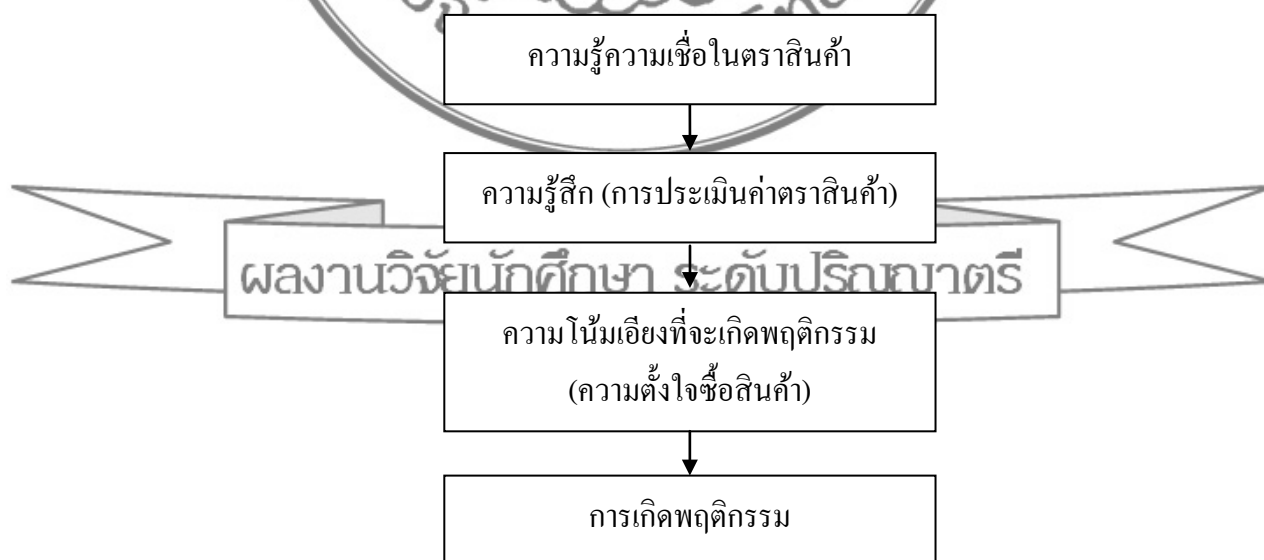 ความรู้ความเชื่อในตราสินค้า
ความรู้สึก (การประเมินค่าตราสินค้า)
ผลงานวิจัยนักศึกษา ระดับปริญญาตรี
ความโน้มเอียงที่จะเกิดพฤติกรรม
(ความตั้งใจซื้อสินค้า)
การเกิดพฤติกรรม